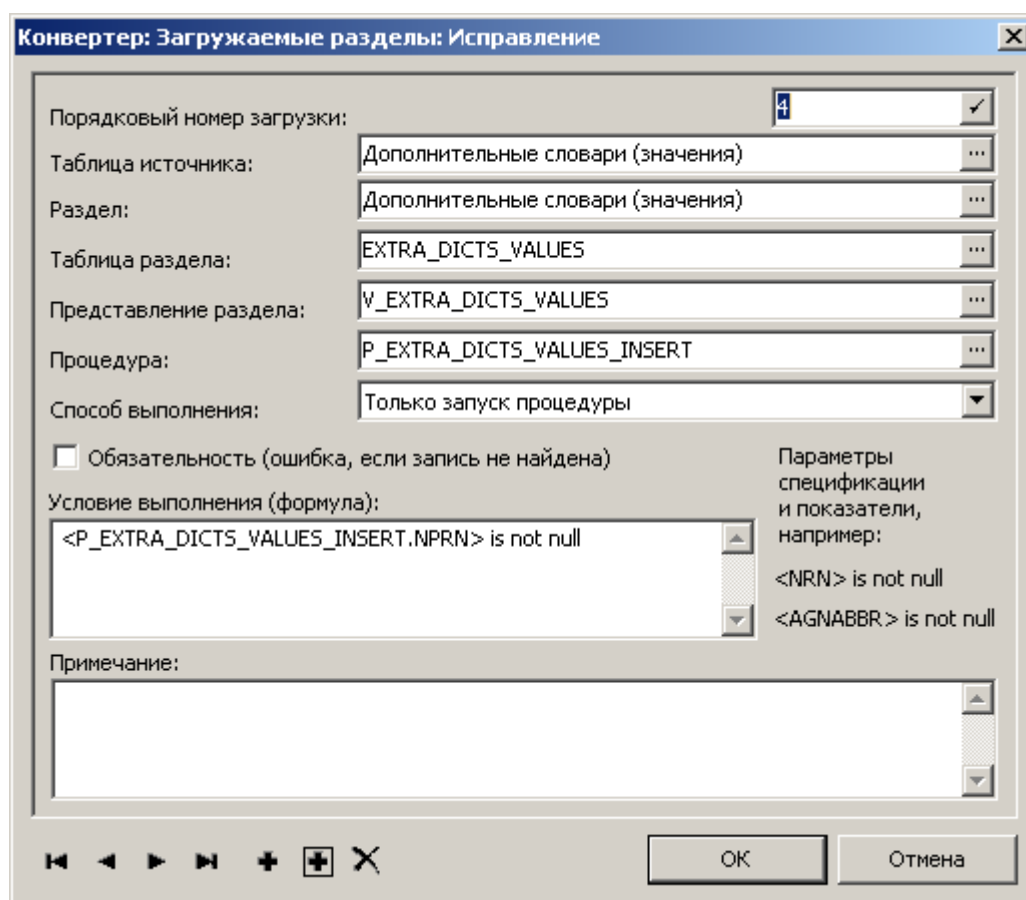 Конвертер: Загружаемые разделы: Исправление
Порядковый номер загрузки: 4
Таблица источника: Дополнительные словари (значения) ...
Раздел: Дополнительные словари (значения) ...
Таблица раздела: EXTRA_DICTS_VALUES ...
Представление раздела: V_EXTRA_DICTS_VALUES ...
Процедура: P_EXTRA_DICTS_VALUES_INSERT ...
Способ выполнения: Только запуск процедуры
Обязательность (ошибка, если запись не найдена)
Условие выполнения (формула):
<P_EXTRA_DICTS_VALUES_INSERT.NPRN> is not null
Параметры
спецификации
и показатели,
например:
<NRN> is not null
<AGNABBR> is not null
Примечание:
ОК Отмена